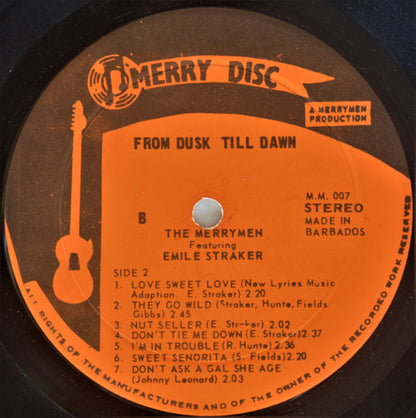 MERRY DISC
A MERRYMEN
PRODUCTION
FROM DUSK TILL DAWN
M.M. 007
STEREO
MADE IN
BARBADOS
B
THE MERRYMEN
Featuring
EMILE STRAKER
SIDE 2
1. LOVE SWEET LOVE (New Lyries Music
Adaption. E. Straker) 2.20
2. THEY GO WILD (Straker, Hunte, Fields
Gibbs) 2.45
3. NUT SELLER (E. Straker) 2.02
4. DON'T TIE ME DOWN (E. Straker) 2.37
5. I'M IN TROUBLE (R. Hunte) 2.36
6. SWEET SENORITA (S. Fields) 2.20
7. DON'T ASK A GAL SHE AGE
(Johnny Leonard) 2.03
ALL RIGHTS OF THE MANUFACTURERS AND OF THE OWNER OF THE RECORDED WORK RESERVED